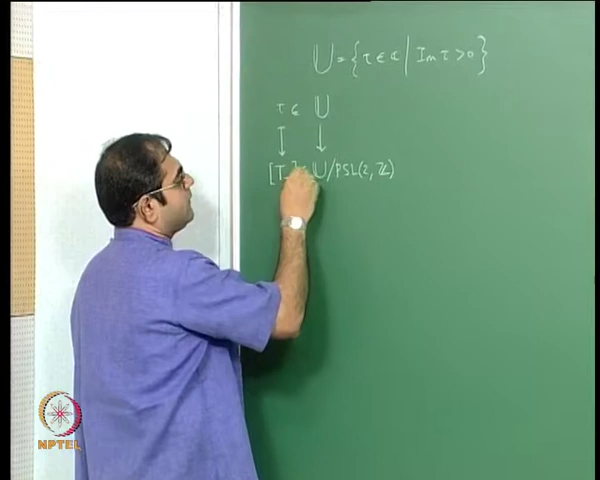 𝕌 = { τ ∈ ℂ | Im τ > 0 }
τ ∈ 𝕌
↧ ↓
[τ] 𝕌/PSL(2, ℤ)
NPTEL